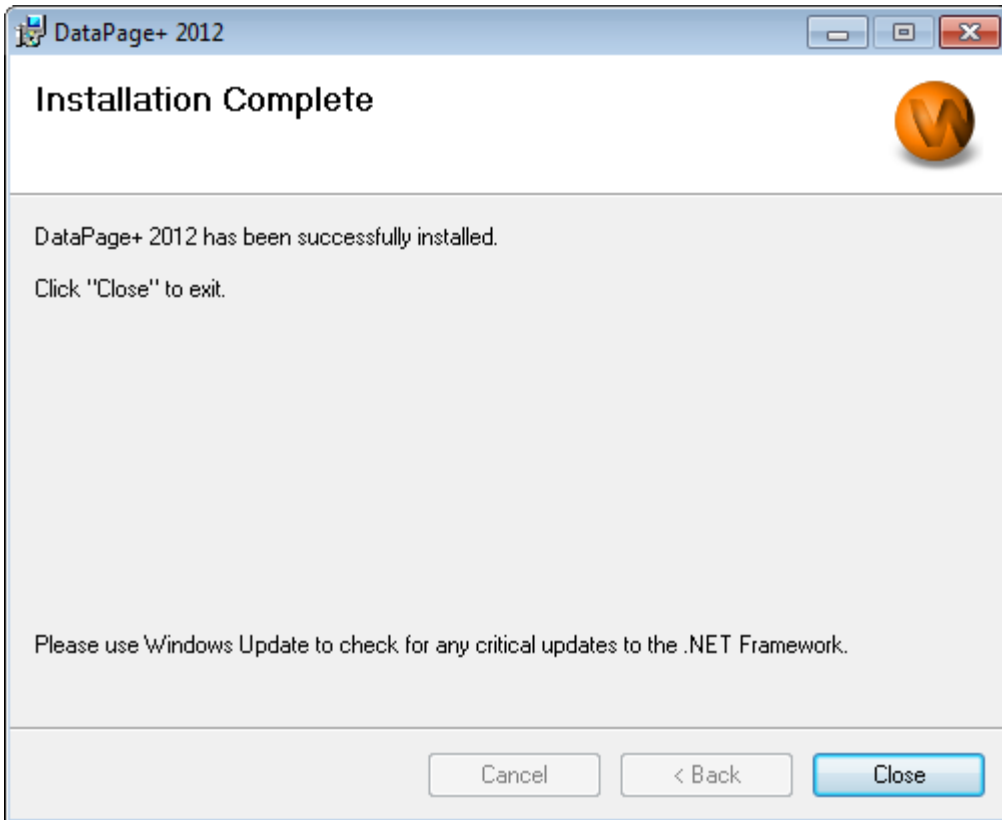 DataPage+ 2012
Installation Complete
W
DataPage+ 2012 has been successfully installed.
Click "Close" to exit.
Please use Windows Update to check for any critical updates to the .NET Framework.
Cancel
< Back
Close